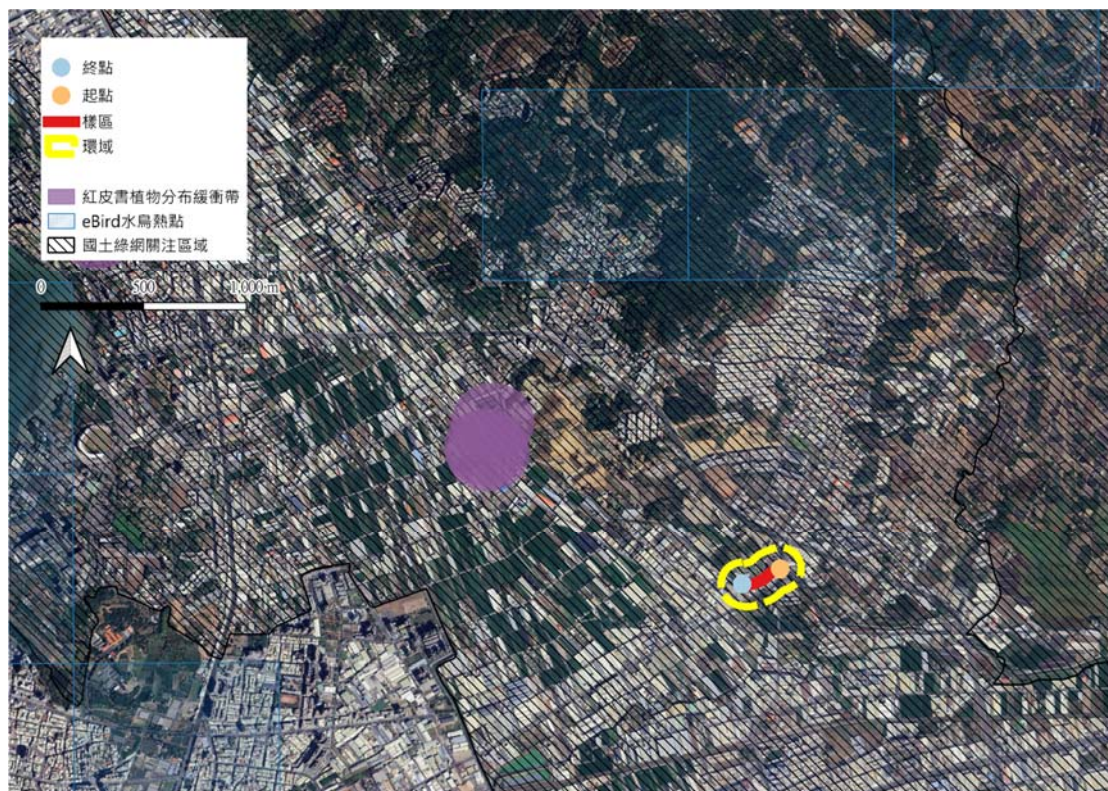 終點
起點
樣區
環域
紅皮書植物分布緩衝帶
eBird水鳥熱點
國土綠網關注區域
0 500 1,000 m